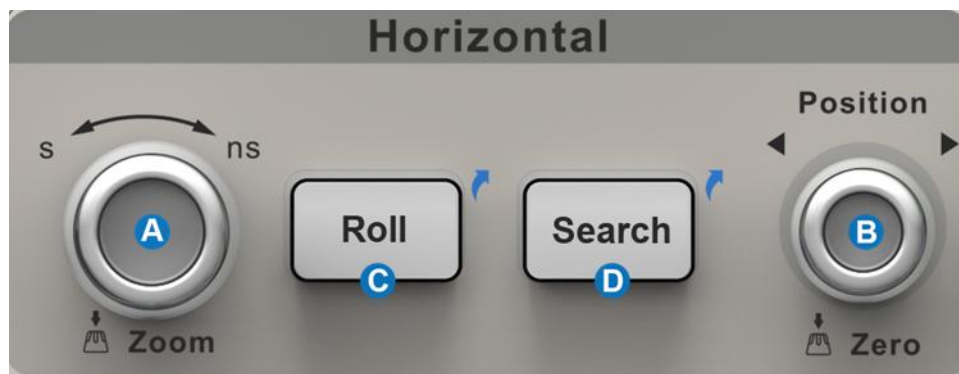 Horizontal
Position
s
ns
A
Roll
Search
B
C
D
Zoom
Zero